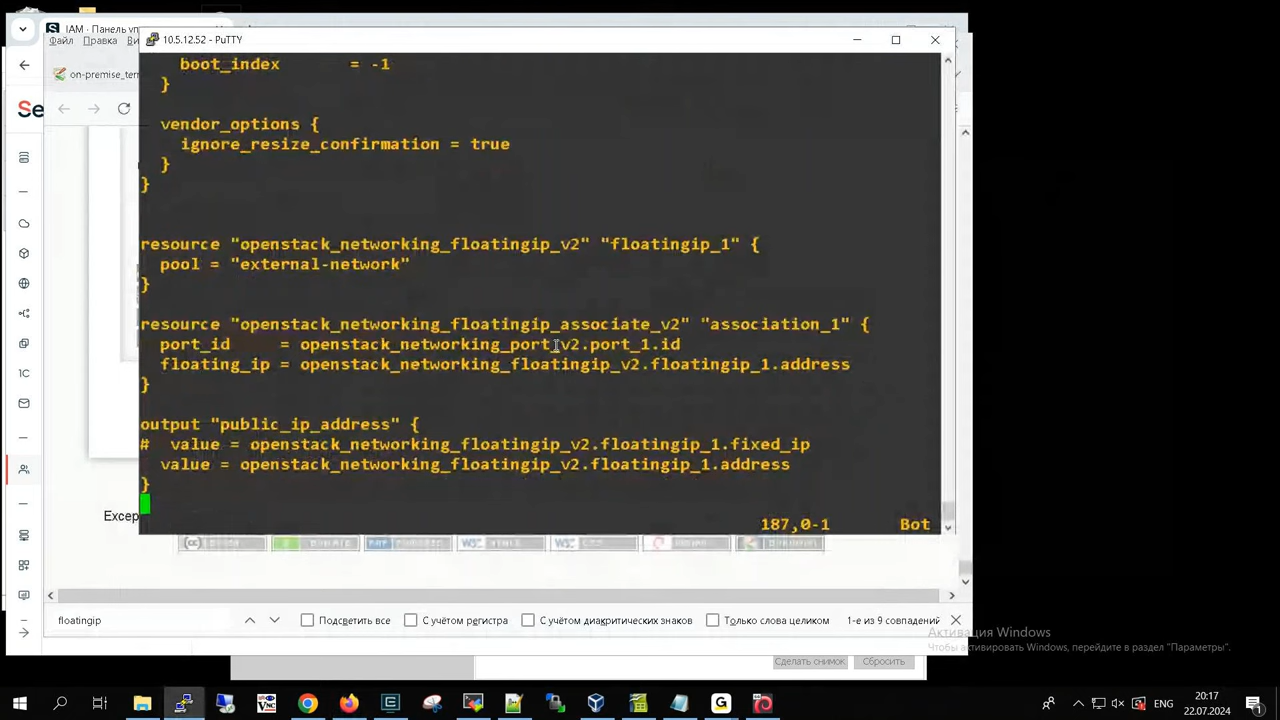 IAM · Панель уп
Файл Правка Ви
10.5.12.52 - PuTTY
on-premise_ter
Se
boot_index = -1
}
vendor_options {
ignore_resize_confirmation = true
}
}
resource "openstack_networking_floatingip_v2" "floatingip_1" {
pool = "external-network"
}
resource "openstack_networking_floatingip_associate_v2" "association_1" {
port_id = openstack_networking_port_v2.port_1.id
floating_ip = openstack_networking_floatingip_v2.floatingip_1.address
}
output "public_ip_address" {
# value = openstack_networking_floatingip_v2.floatingip_1.fixed_ip
value = openstack_networking_floatingip_v2.floatingip_1.address
}
187,0-1 Bot
1C
Excep
floatingip
Подсветить все
С учётом регистра
С учётом диакритических знаков
Только слова целиком
1-е из 9 совпадений
Активация Windows
Чтобы активировать Windows, перейдите в раздел "Параметры".
Сделать снимок
Сбросить
ENG
20:17
22.07.2024